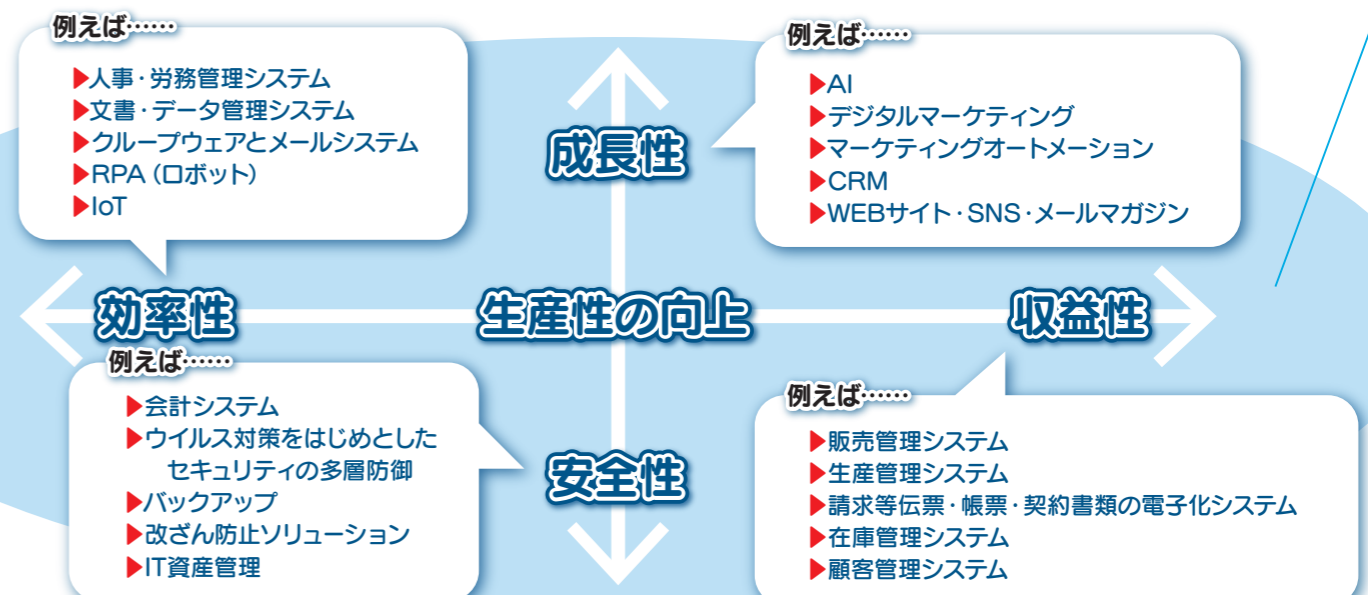 例えば……
▶人事・労務管理システム
▶文書・データ管理システム
▶クループウェアとメールシステム
▶RPA（ロボット）
▶IoT
成長性
例えば……
▶AI
▶デジタルマーケティング
▶マーケティングオートメーション
▶CRM
▶WEBサイト・SNS・メールマガジン
効率性
生産性の向上
収益性
例えば……
▶会計システム
▶ウイルス対策をはじめとした
セキュリティの多層防御
▶バックアップ
▶改ざん防止ソリューション
▶IT資産管理
安全性
例えば……
▶販売管理システム
▶生産管理システム
▶請求等伝票・帳票・契約書類の電子化システム
▶在庫管理システム
▶顧客管理システム